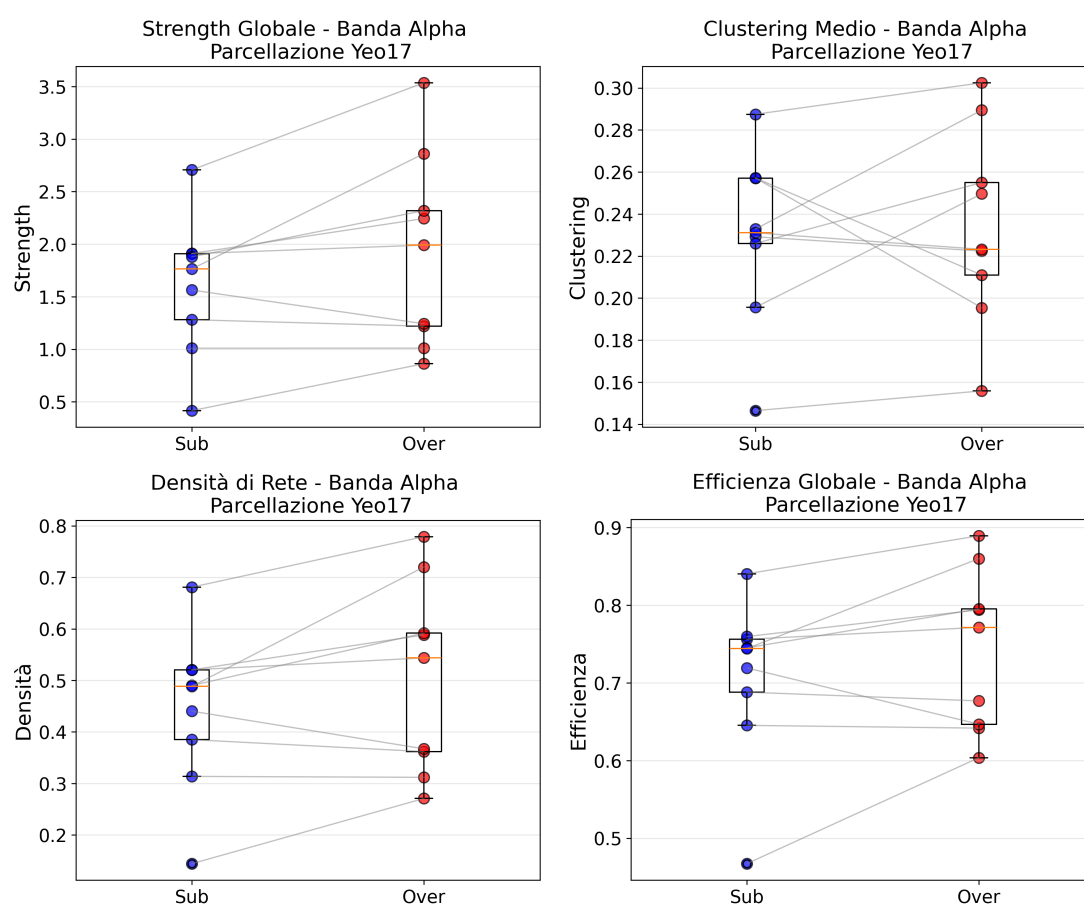 Strength Globale - Banda Alpha
Parcellazione Yeo17
Strength
3.5
3.0
2.5
2.0
1.5
1.0
0.5
Sub
Over
Clustering Medio - Banda Alpha
Parcellazione Yeo17
Clustering
0.30
0.28
0.26
0.24
0.22
0.20
0.18
0.16
0.14
Sub
Over
Densità di Rete - Banda Alpha
Parcellazione Yeo17
Densità
0.8
0.7
0.6
0.5
0.4
0.3
0.2
Sub
Over
Efficienza Globale - Banda Alpha
Parcellazione Yeo17
Efficienza
0.9
0.8
0.7
0.6
0.5
Sub
Over